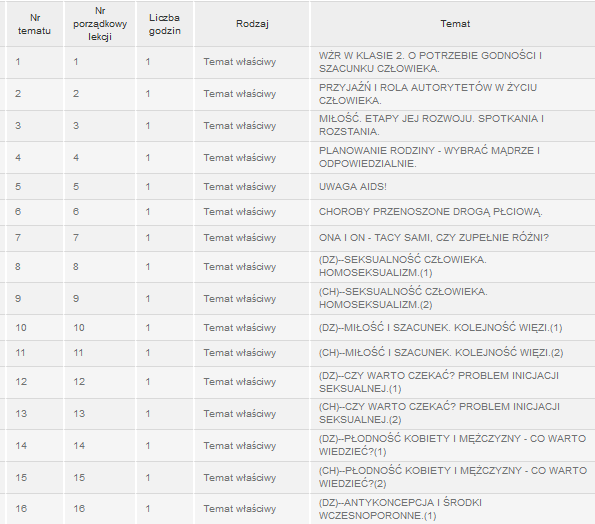 Nr tematu Nr porządkowy lekcji Liczba godzin Rodzaj Temat
1 1 1 Temat właściwy WŻR W KLASIE 2. O POTRZEBIE GODNOŚCI I
SZACUNKU CZŁOWIEKA.
2 2 1 Temat właściwy PRZYJAŹŃ I ROLA AUTORYTETÓW W ŻYCIU
CZŁOWIEKA.
3 3 1 Temat właściwy MIŁOŚĆ. ETAPY JEJ ROZWOJU. SPOTKANIA I
ROZSTANIA.
4 4 1 Temat właściwy PLANOWANIE RODZINY - WYBRAĆ MĄDRZE I
ODPOWIEDZIALNIE.
5 5 1 Temat właściwy UWAGA AIDS!
6 6 1 Temat właściwy CHOROBY PRZENOSZONE DROGĄ PŁCIOWĄ.
7 7 1 Temat właściwy ONA I ON - TACY SAMI, CZY ZUPEŁNIE RÓŻNI?
8 8 1 Temat właściwy (DZ)--SEKSUALNOŚĆ CZŁOWIEKA.
HOMOSEKSUALIZM.(1)
9 9 1 Temat właściwy (CH)--SEKSUALNOŚĆ CZŁOWIEKA.
HOMOSEKSUALIZM.(2)
10 10 1 Temat właściwy (DZ)--MIŁOŚĆ I SZACUNEK. KOLEJNOŚĆ WIĘZI.(1)
11 11 1 Temat właściwy (CH)--MIŁOŚĆ I SZACUNEK. KOLEJNOŚĆ WIĘZI.(2)
12 12 1 Temat właściwy (DZ)--CZY WARTO CZEKAĆ? PROBLEM INICJACJI
SEKSUALNEJ.(1)
13 13 1 Temat właściwy (CH)--CZY WARTO CZEKAĆ? PROBLEM INICJACJI
SEKSUALNEJ.(2)
14 14 1 Temat właściwy (DZ)--PŁODNOŚĆ KOBIETY I MĘŻCZYZNY - CO WARTO
WIEDZIEĆ?(1)
15 15 1 Temat właściwy (CH)--PŁODNOŚĆ KOBIETY I MĘŻCZYZNY - CO WARTO
WIEDZIEĆ?(2)
16 16 1 Temat właściwy (DZ)--ANTYKONCEPCJA I ŚRODKI
WCZESNOPORONNE.(1)